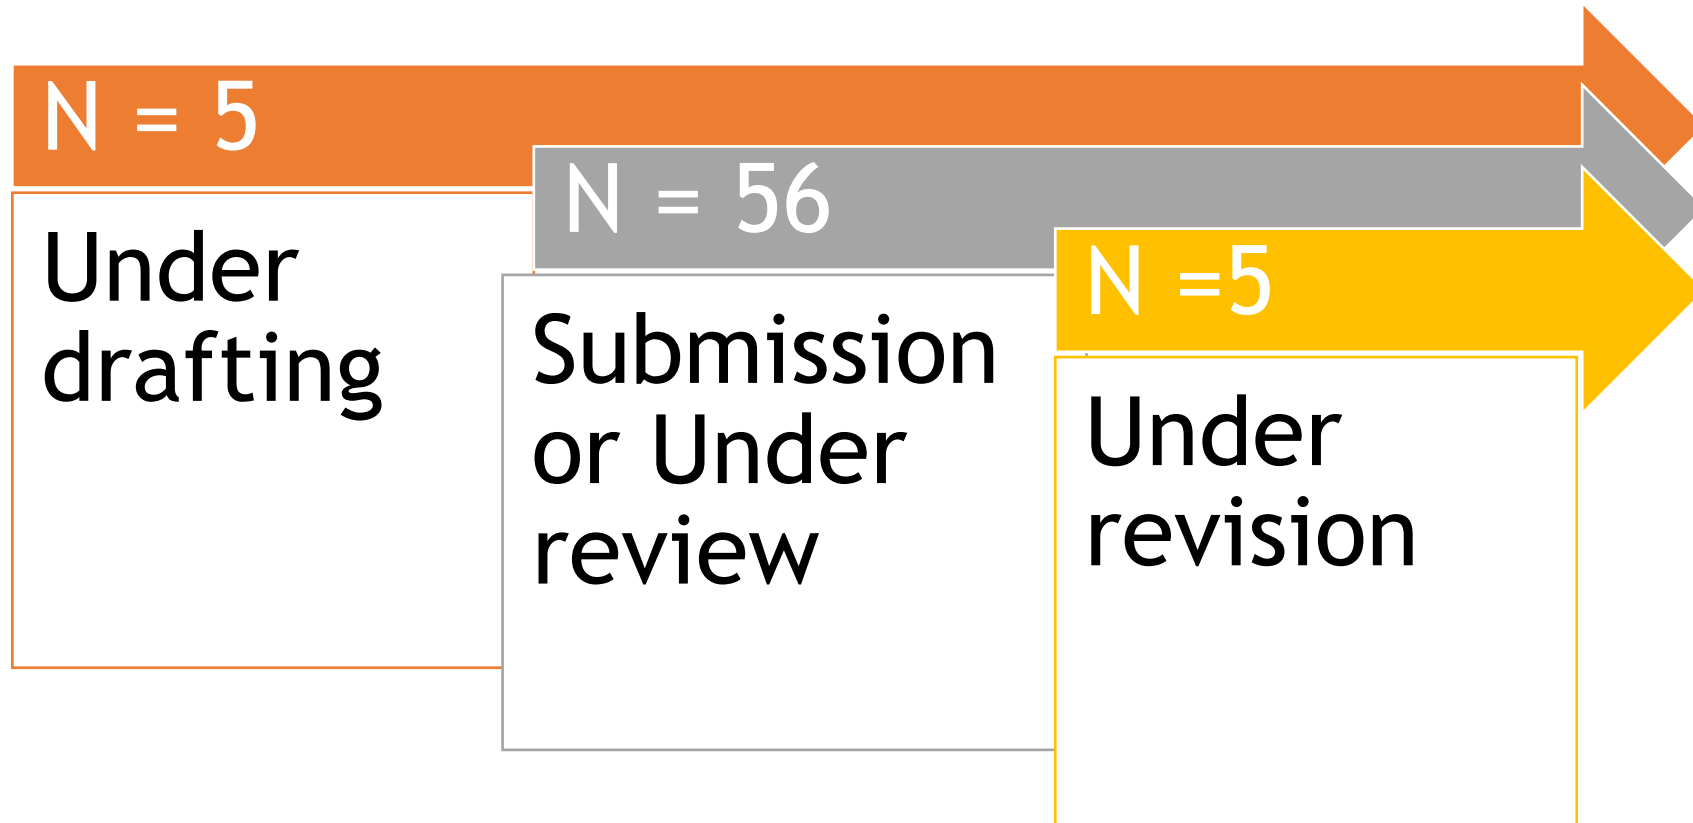 N = 5
Under
drafting
N = 56
Submission
or Under
review
N =5
Under
revision